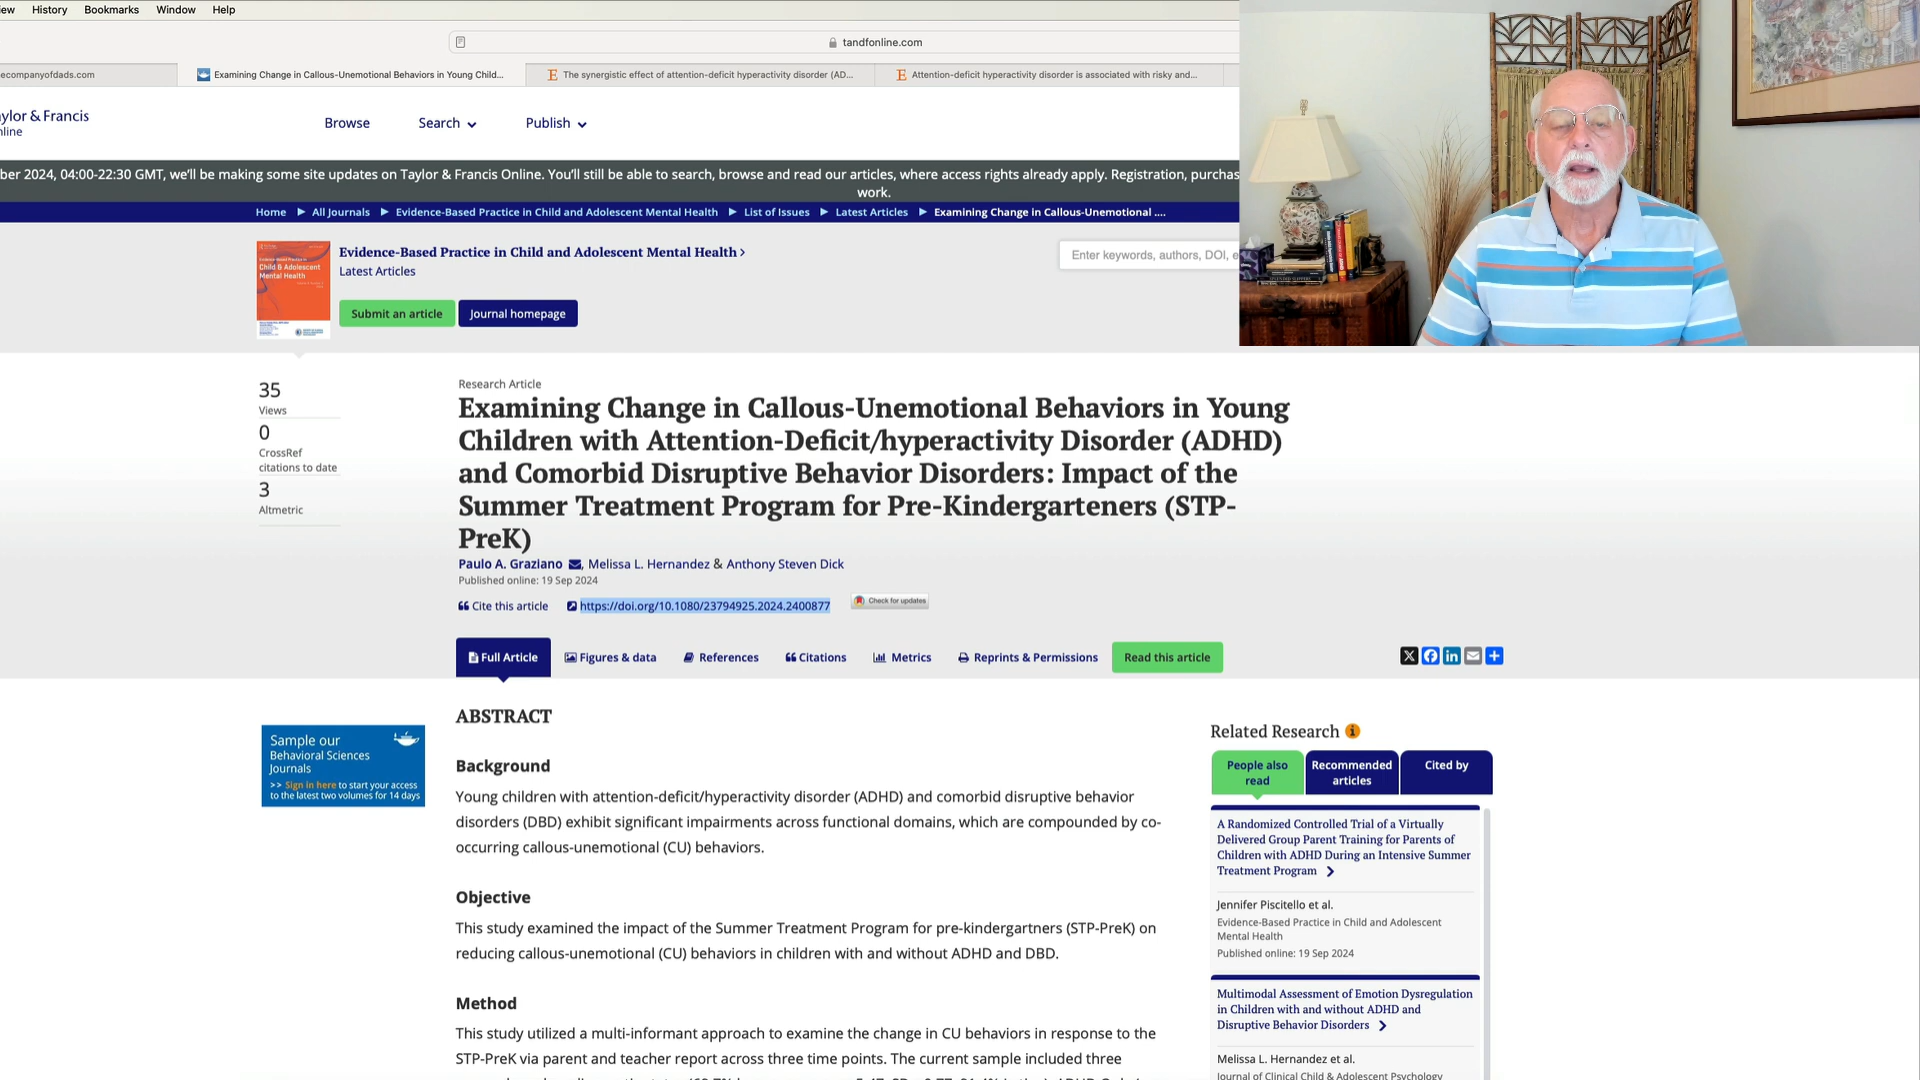 History Bookmarks Window Help
tandfonline.com
ecompanyofdads.com
Examining Change in Callous-Unemotional Behaviors in Young Child...
The synergistic effect of attention-deficit hyperactivity disorder (AD...
Attention-deficit hyperactivity disorder is associated with risky and...
Taylor & Francis
Online
Browse Search Publish
ber 2024, 04:00-22:30 GMT, we'll be making some site updates on Taylor & Francis Online. You'll still be able to search, browse and read our articles, where access rights already apply. Registration, purchas
work.
Home ▶ All Journals ▶ Evidence-Based Practice in Child and Adolescent Mental Health ▶ List of Issues ▶ Latest Articles ▶ Examining Change in Callous-Unemotional ....
Child & Adolescent
Mental Health
Evidence-Based Practice in Child and Adolescent Mental Health >
Latest Articles
Enter keywords, authors, DOI, e
Submit an article
Journal homepage
35
Views
0
CrossRef
citations to date
3
Altmetric
Research Article
Examining Change in Callous-Unemotional Behaviors in Young
Children with Attention-Deficit/hyperactivity Disorder (ADHD)
and Comorbid Disruptive Behavior Disorders: Impact of the
Summer Treatment Program for Pre-Kindergarteners (STP-
PreK)
Paulo A. Graziano, Melissa L. Hernandez & Anthony Steven Dick
Published online: 19 Sep 2024
Cite this article https://doi.org/10.1080/23794925.2024.2400877
Check for updates
Full Article Figures & data References Citations Metrics Reprints & Permissions Read this article
Sample our
Behavioral Sciences
Journals
>> Sign in here to start your access
to the latest two volumes for 14 days
ABSTRACT
Background
Young children with attention-deficit/hyperactivity disorder (ADHD) and comorbid disruptive behavior
disorders (DBD) exhibit significant impairments across functional domains, which are compounded by co-
occurring callous-unemotional (CU) behaviors.
Objective
This study examined the impact of the Summer Treatment Program for pre-kindergartners (STP-PreK) on
reducing callous-unemotional (CU) behaviors in children with and without ADHD and DBD.
Method
This study utilized a multi-informant approach to examine the change in CU behaviors in response to the
STP-PreK via parent and teacher report across three time points. The current sample included three
Related Research
People also
read
Recommended
articles
Cited by
A Randomized Controlled Trial of a Virtually
Delivered Group Parent Training for Parents of
Children with ADHD During an Intensive Summer
Treatment Program
Jennifer Piscitello et al.
Evidence-Based Practice in Child and Adolescent
Mental Health
Published online: 19 Sep 2024
Multimodal Assessment of Emotion Dysregulation
in Children with and without ADHD and
Disruptive Behavior Disorders
Melissa L. Hernandez et al.
Journal of Clinical Child & Adolescent Psychology